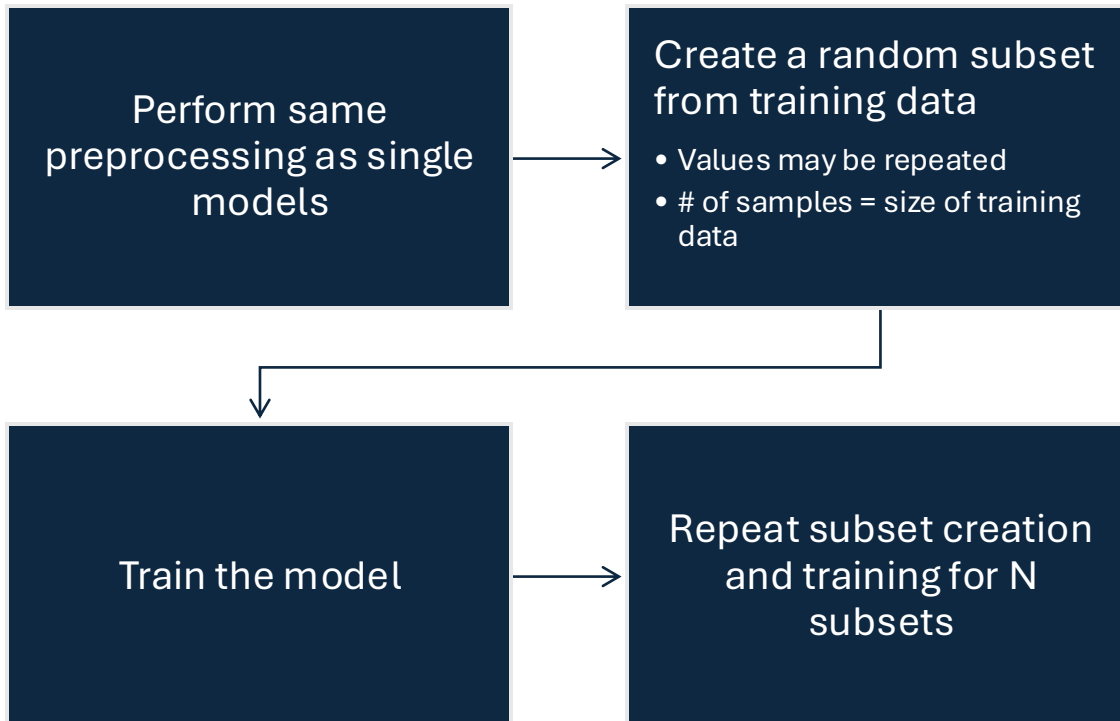 Perform same
preprocessing as single
models
Create a random subset
from training data
• Values may be repeated
• # of samples = size of training
data
Train the model
Repeat subset creation
and training for N
subsets